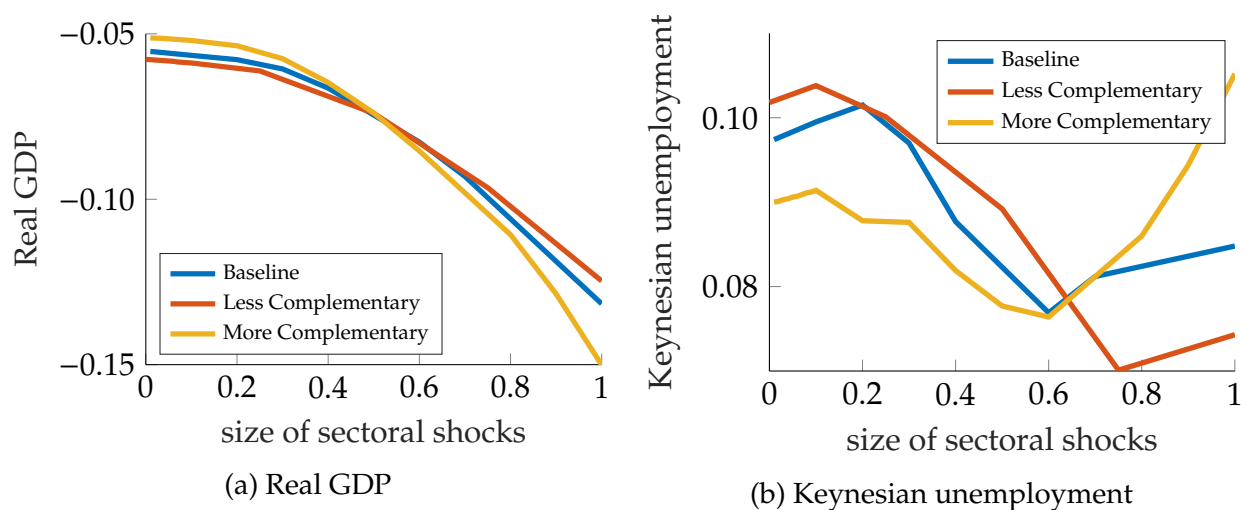 −0.05
−0.10
−0.15
Real GDP
Baseline
Less Complementary
More Complementary
0 0.2 0.4 0.6 0.8 1
size of sectoral shocks
(a) Real GDP
0.10
0.08
Keynesian unemployment
Baseline
Less Complementary
More Complementary
0 0.2 0.4 0.6 0.8 1
size of sectoral shocks
(b) Keynesian unemployment